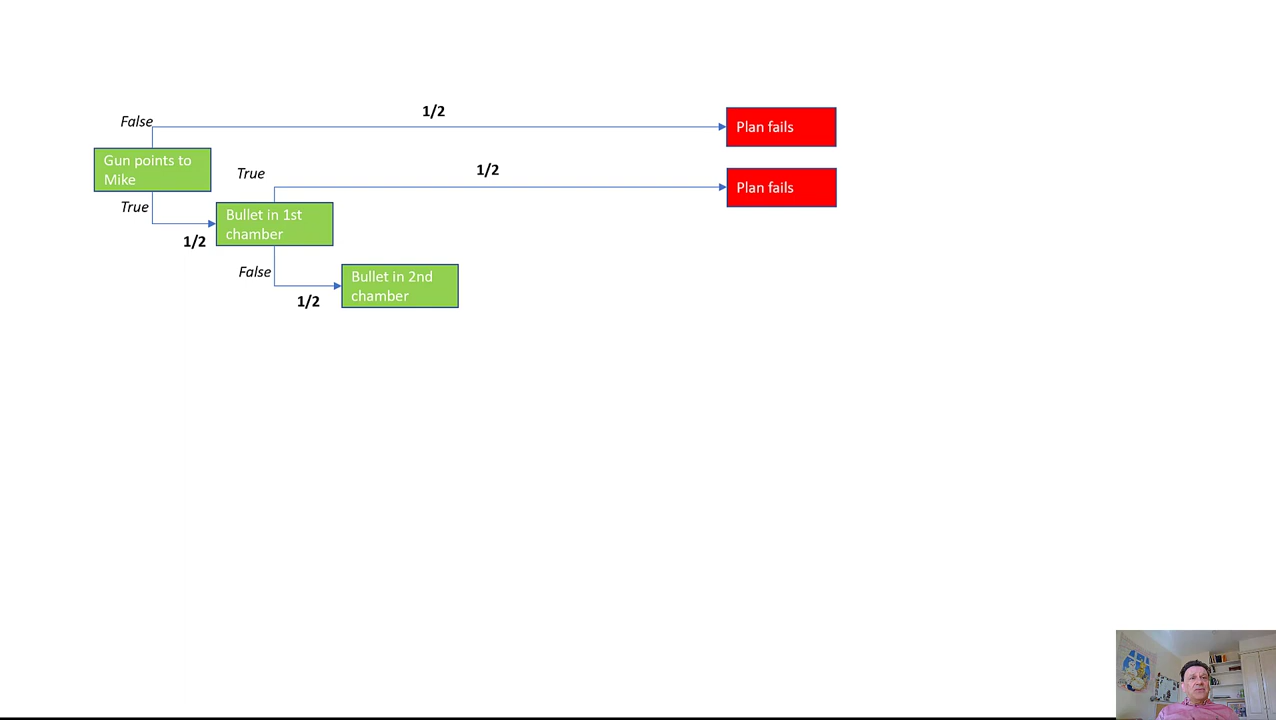 False
1/2
Plan fails
Gun points to
Mike
True
1/2
Plan fails
True
Bullet in 1st
chamber
1/2
False
Bullet in 2nd
chamber
1/2